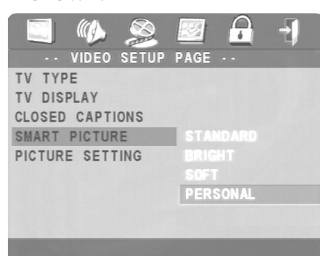 -- VIDEO SETUP PAGE --
TV TYPE
TV DISPLAY
CLOSED CAPTIONS
SMART PICTURE STANDARD
BRIGHT
PICTURE SETTING
SOFT
PERSONAL